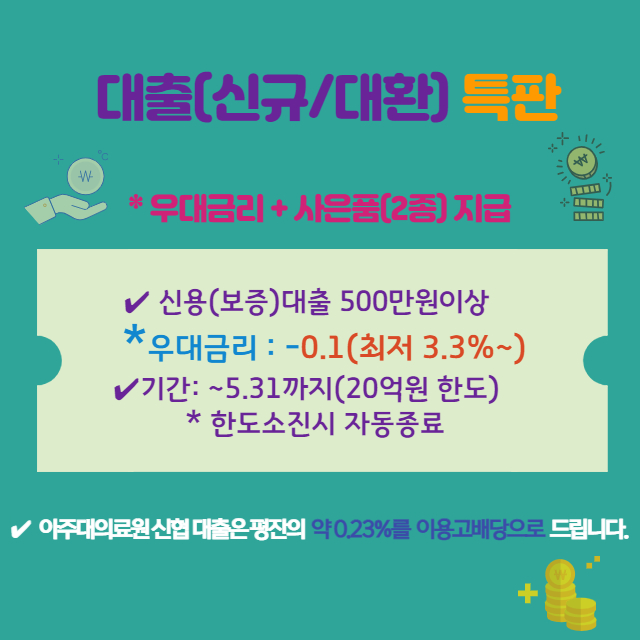 대출(신규/대환) 특판
* 우대금리 + 사은품(2종) 지급
✔ 신용(보증)대출 500만원이상
*우대금리 : -0.1(최저 3.3%~)
✔기간: ~5.31까지(20억원 한도)
* 한도소진시 자동종료
✔ 아주대의료원 신협 대출은 평잔의 약 0.23%를 이용고배당으로 드립니다.